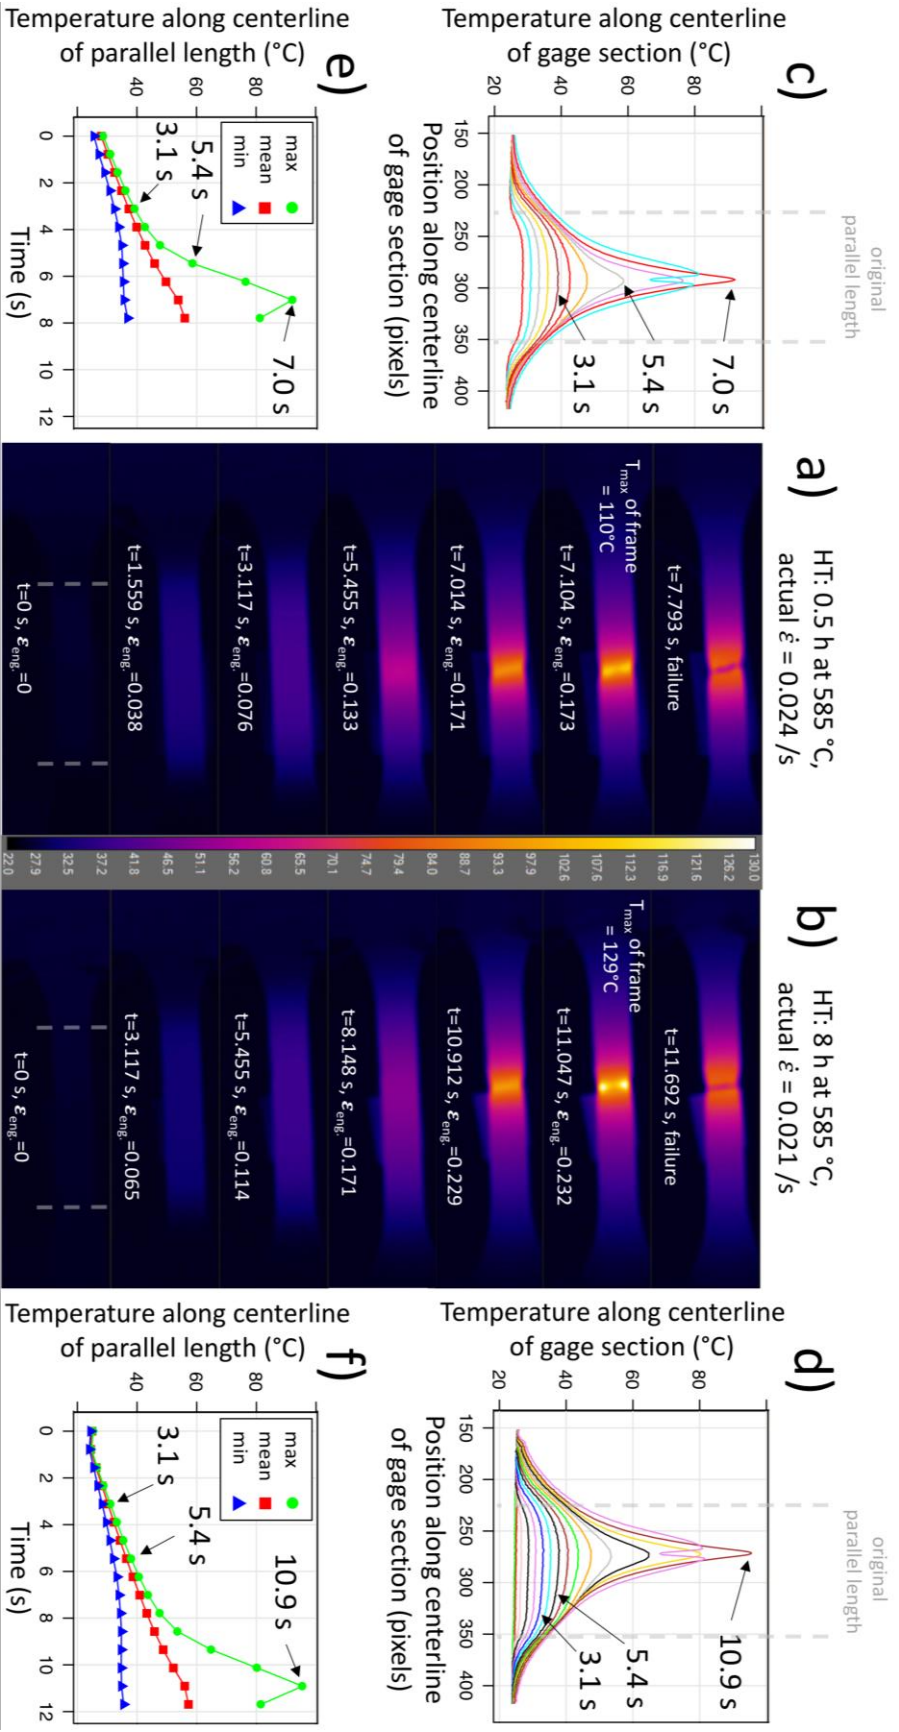 a)
HT: 0.5 h at 585 °C,
actual ε̇ = 0.024 /s
t=7.793 s, failure
Tmax of frame
= 110°C
t=7.104 s, εeng.=0.173
t=7.014 s, εeng.=0.171
t=5.455 s, εeng.=0.133
t=3.117 s, εeng.=0.076
t=1.559 s, εeng.=0.038
t=0 s, εeng.=0
130.0
126.2
121.6
116.9
112.3
107.6
102.6
97.9
93.3
88.7
84.0
79.4
74.7
70.1
65.5
60.8
56.2
51.1
46.5
41.8
37.2
32.5
27.9
22.0
b)
HT: 8 h at 585 °C,
actual ε̇ = 0.021 /s
t=11.692 s, failure
Tmax of frame
= 129°C
t=11.047 s, εeng.=0.232
t=10.912 s, εeng.=0.229
t=8.148 s, εeng.=0.171
t=5.455 s, εeng.=0.114
t=3.117 s, εeng.=0.065
t=0 s, εeng.=0
c)
original
parallel length
Temperature along centerline
of gage section (°C)
80
60
40
20
7.0 s
5.4 s
3.1 s
150 200 250 300 350 400
Position along centerline
of gage section (pixels)
d)
original
parallel length
Temperature along centerline
of gage section (°C)
80
60
40
20
10.9 s
5.4 s
3.1 s
150 200 250 300 350 400
Position along centerline
of gage section (pixels)
e)
Temperature along centerline
of parallel length (°C)
80
60
40
max
mean
min
7.0 s
5.4 s
3.1 s
0 2 4 6 8 10 12
Time (s)
f)
Temperature along centerline
of parallel length (°C)
80
60
40
max
mean
min
10.9 s
5.4 s
3.1 s
0 2 4 6 8 10 12
Time (s)